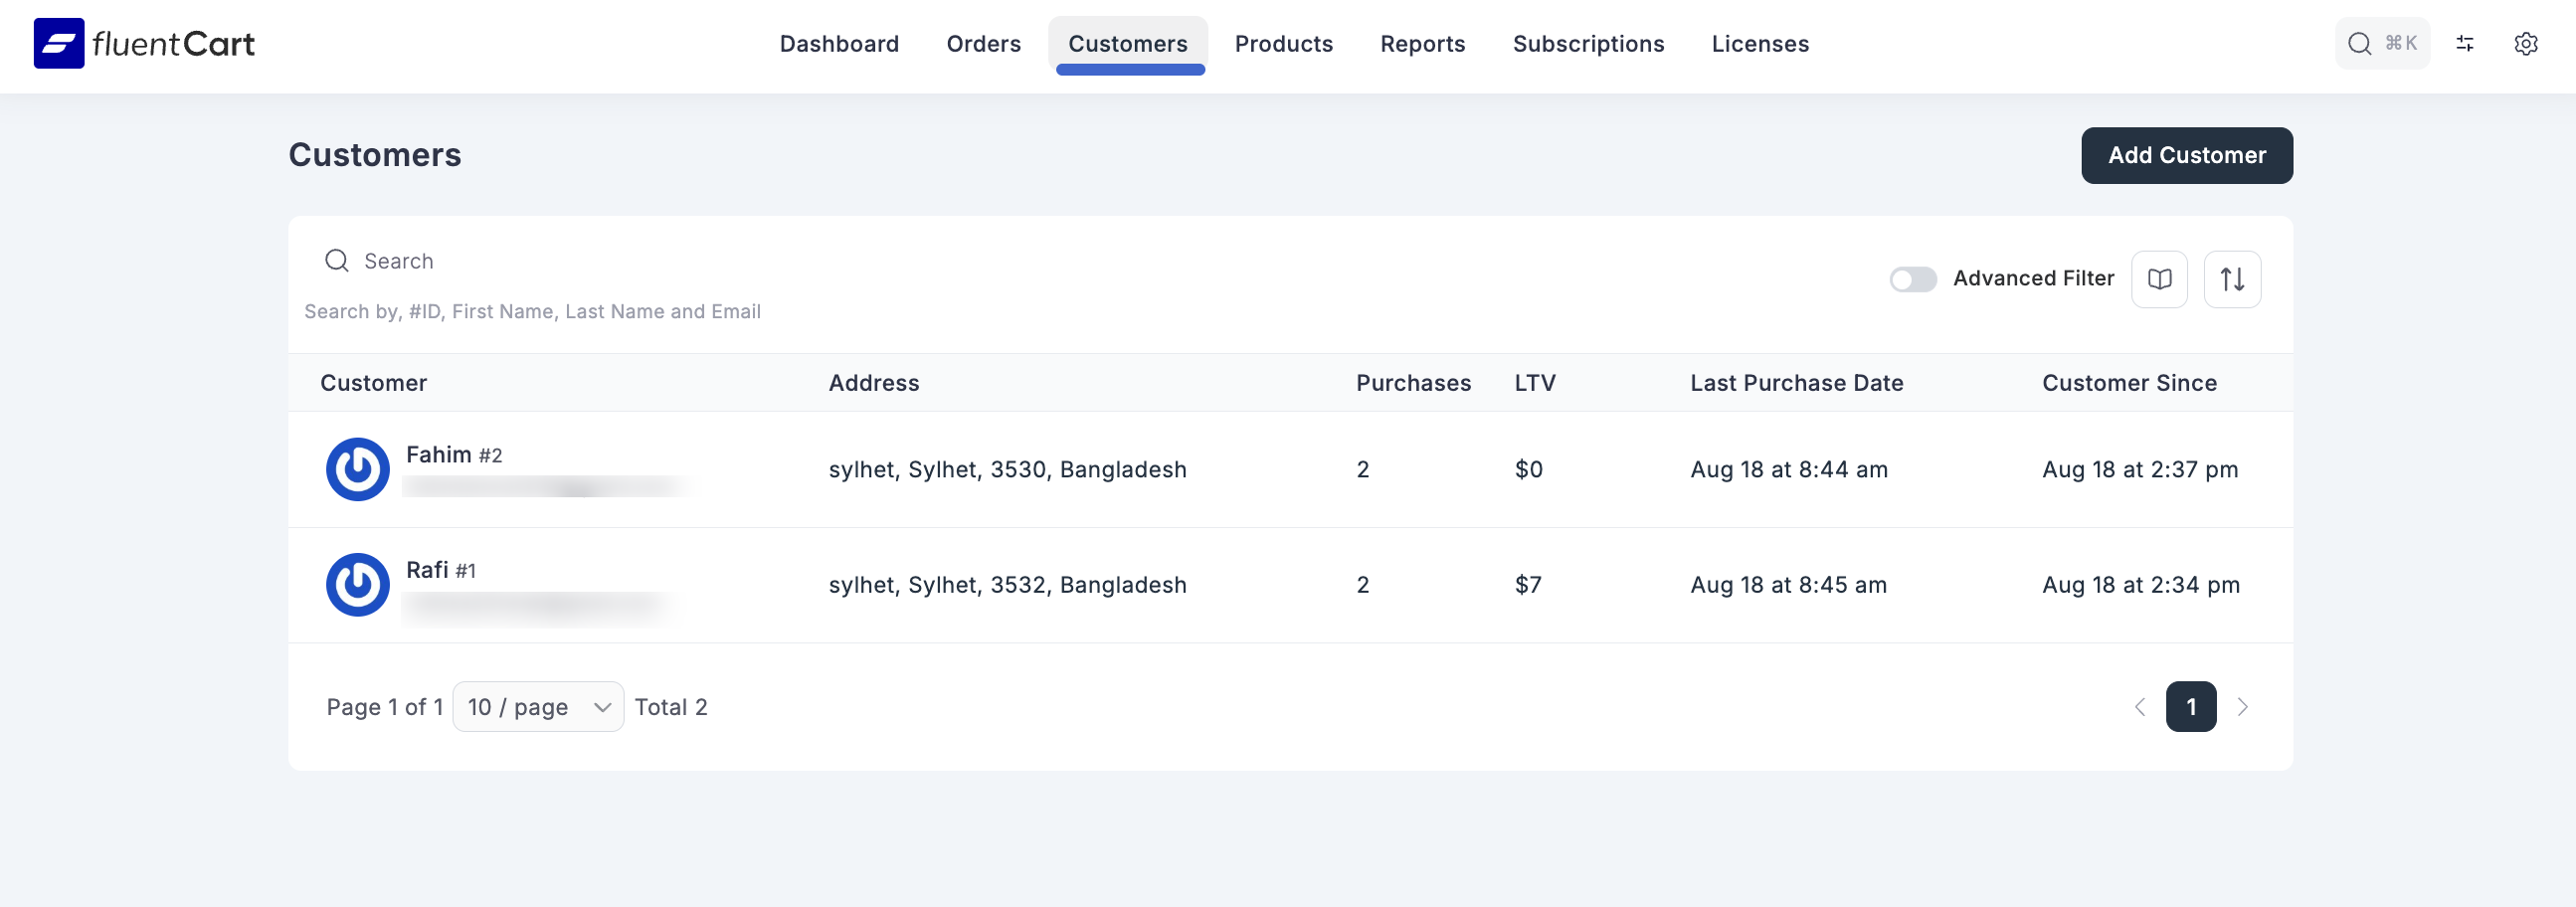 fluentCart
Dashboard Orders Customers Products Reports Subscriptions Licenses ⌘K
Customers
Add Customer
Search
Search by, #ID, First Name, Last Name and Email
Advanced Filter
Customer Address Purchases LTV Last Purchase Date Customer Since
Fahim #2
sylhet, Sylhet, 3530, Bangladesh 2 $0 Aug 18 at 8:44 am Aug 18 at 2:37 pm
Rafi #1
sylhet, Sylhet, 3532, Bangladesh 2 $7 Aug 18 at 8:45 am Aug 18 at 2:34 pm
Page 1 of 1 10 / page Total 2 1